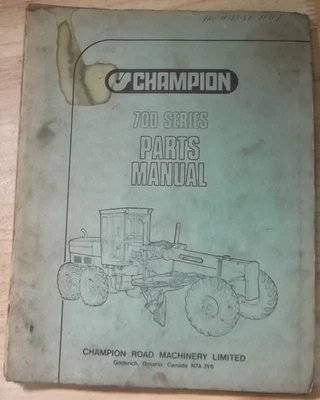 CHAMPION
700 SERIES
PARTS
MANUAL
CHAMPION ROAD MACHINERY LIMITED
Goderich, Ontario, Canada N7A 3Y6